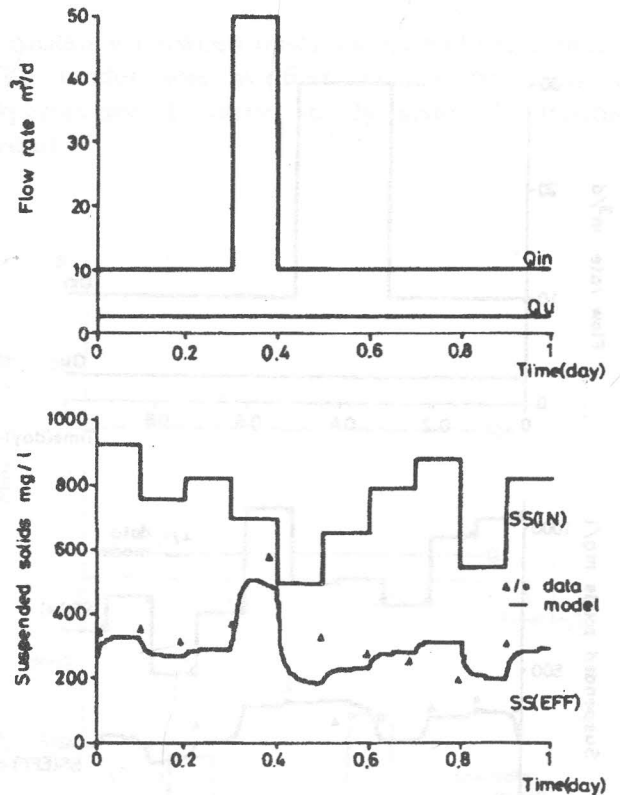 50
40
30
20
10
0
Flow rate m³/d
Qin
Qu
0 0.2 0.4 0.6 0.8 1
Time(day)
1000
800
600
400
200
0
Suspended solids mg/l
SS(IN)
▲/• data
— model
SS(EFF)
0 0.2 0.4 0.6 0.8 1
Time(day)